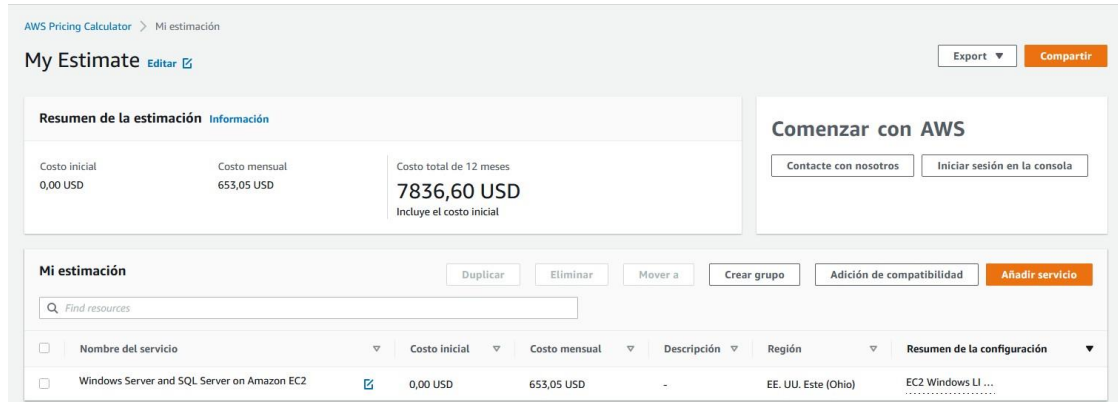 AWS Pricing Calculator > Mi estimación
My Estimate Editar
Export ▼ Compartir
Resumen de la estimación Información
Costo inicial Costo mensual Costo total de 12 meses
0,00 USD 653,05 USD 7836,60 USD
Incluye el costo inicial
Comenzar con AWS
Contacte con nosotros Iniciar sesión en la consola
Mi estimación Duplicar Eliminar Mover a Crear grupo Adición de compatibilidad Añadir servicio
Find resources
Nombre del servicio Costo inicial Costo mensual Descripción Región Resumen de la configuración
Windows Server and SQL Server on Amazon EC2 0,00 USD 653,05 USD - EE. UU. Este (Ohio) EC2 Windows LI ...